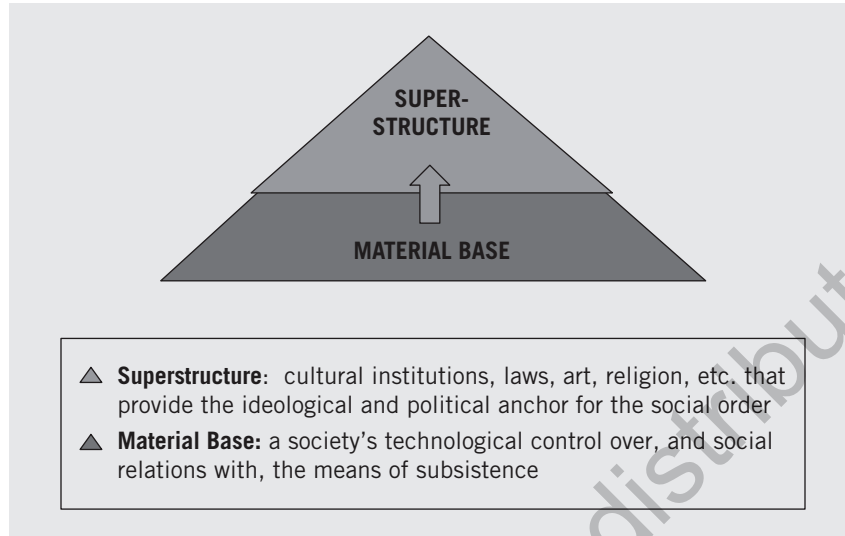 SUPER-
STRUCTURE
MATERIAL BASE
Superstructure: cultural institutions, laws, art, religion, etc. that
provide the ideological and political anchor for the social order
Material Base: a society's technological control over, and social
relations with, the means of subsistence